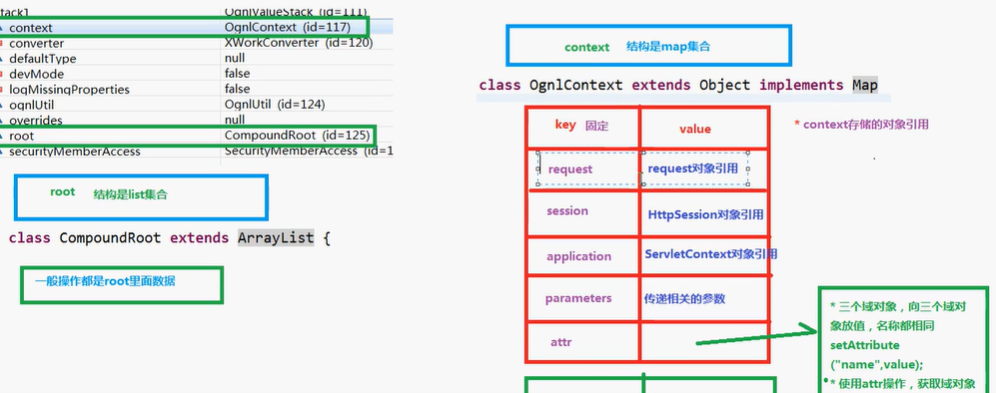 tack]
OgnlValueStack (id=111)
context OgnlContext (id=117)
converter XWorkConverter (id=120)
defaultType null
devMode false
logMissingProperties false
ognlUtil OgnlUtil (id=124)
overrides null
root CompoundRoot (id=125)
securityMemberAccess SecurityMemberAccess (id=1
root 结构是list集合
class CompoundRoot extends ArrayList {
一般操作都是root里面数据
context 结构是map集合
class OgnlContext extends Object implements Map
key 固定 value
* context存储的对象引用
request request对象引用
session HttpSession对象引用
application ServletContext对象引用
parameters 传递相关的参数
attr
* 三个域对象，向三个域对
象放值，名称都相同
setAttribute
("name",value);
* 使用attr操作，获取域对象